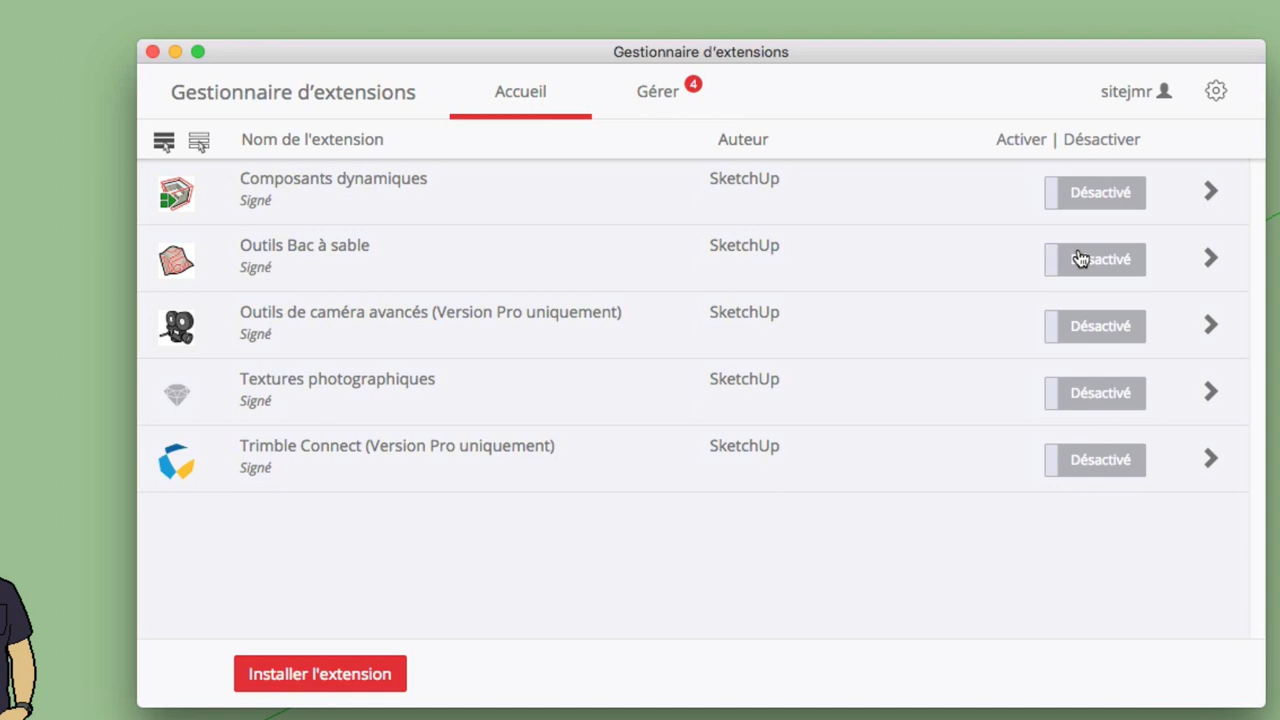 Gestionnaire d'extensions
Gestionnaire d’extensions Accueil Gérer 4 sitejmr
Nom de l'extension Auteur Activer | Désactiver
Composants dynamiques SketchUp Désactivé
Signé
Outils Bac à sable SketchUp
Signé
Outils de caméra avancés (Version Pro uniquement) SketchUp Désactivé
Signé
Textures photographiques SketchUp Désactivé
Signé
Trimble Connect (Version Pro uniquement) SketchUp Désactivé
Signé
Installer l'extension